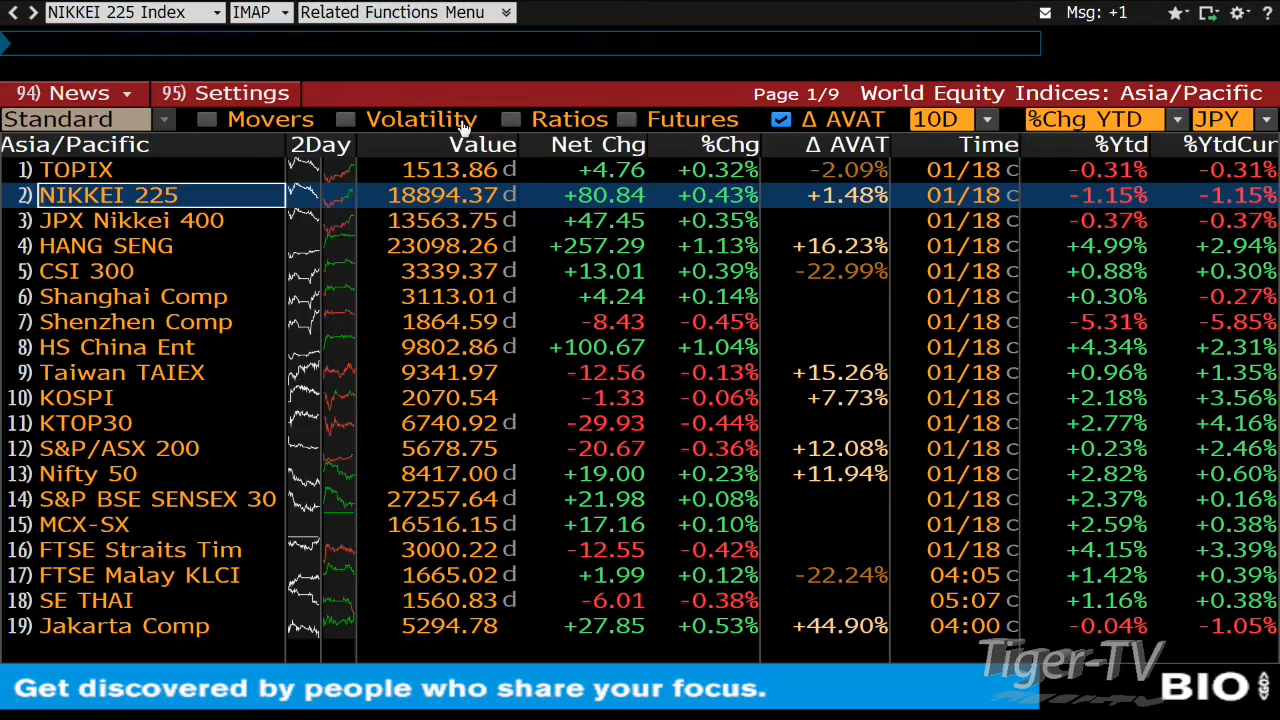 NIKKEI 225 Index IMAP Related Functions Menu Msg: +1 ?
94) News 95) Settings Page 1/9 World Equity Indices: Asia/Pacific
Standard Movers Volatility Ratios Futures Δ AVAT 10D %Chg YTD JPY
Asia/Pacific 2Day Value Net Chg %Chg Δ AVAT Time %Ytd %YtdCur
1) TOPIX 1513.86 d +4.76 +0.32% -2.09% 01/18 c -0.31% -0.31%
2) NIKKEI 225 18894.37 d +80.84 +0.43% +1.48% 01/18 c -1.15% -1.15%
3) JPX Nikkei 400 13563.75 d +47.45 +0.35% 01/18 c -0.37% -0.37%
4) HANG SENG 23098.26 d +257.29 +1.13% +16.23% 01/18 c +4.99% +2.94%
5) CSI 300 3339.37 d +13.01 +0.39% -22.99% 01/18 c +0.88% +0.30%
6) Shanghai Comp 3113.01 d +4.24 +0.14% 01/18 c +0.30% -0.27%
7) Shenzhen Comp 1864.59 d -8.43 -0.45% 01/18 c -5.31% -5.85%
8) HS China Ent 9802.86 d +100.67 +1.04% 01/18 c +4.34% +2.31%
9) Taiwan TAIEX 9341.97 -12.56 -0.13% +15.26% 01/18 c +0.96% +1.35%
10) KOSPI 2070.54 -1.33 -0.06% +7.73% 01/18 c +2.18% +3.56%
11) KTOP30 6740.92 d -29.93 -0.44% 01/18 c +2.77% +4.16%
12) S&P/ASX 200 5678.75 -20.67 -0.36% +12.08% 01/18 c +0.23% +2.46%
13) Nifty 50 8417.00 d +19.00 +0.23% +11.94% 01/18 c +2.82% +0.60%
14) S&P BSE SENSEX 30 27257.64 d +21.98 +0.08% 01/18 c +2.37% +0.16%
15) MCX-SX 16516.15 d +17.16 +0.10% 01/18 c +2.59% +0.38%
16) FTSE Straits Tim 3000.22 d -12.55 -0.42% 01/18 c +4.15% +3.39%
17) FTSE Malay KLCI 1665.02 d +1.99 +0.12% -22.24% 04:05 c +1.42% +0.39%
18) SE THAI 1560.83 d -6.01 -0.38% 05:07 c +1.16% +0.38%
19) Jakarta Comp 5294.78 +27.85 +0.53% +44.90% 04:00 c -0.04% -1.05%
Tiger-TV
Get discovered by people who share your focus. BIO